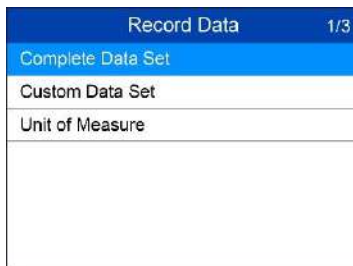 Record Data 1/3
Complete Data Set
Custom Data Set
Unit of Measure